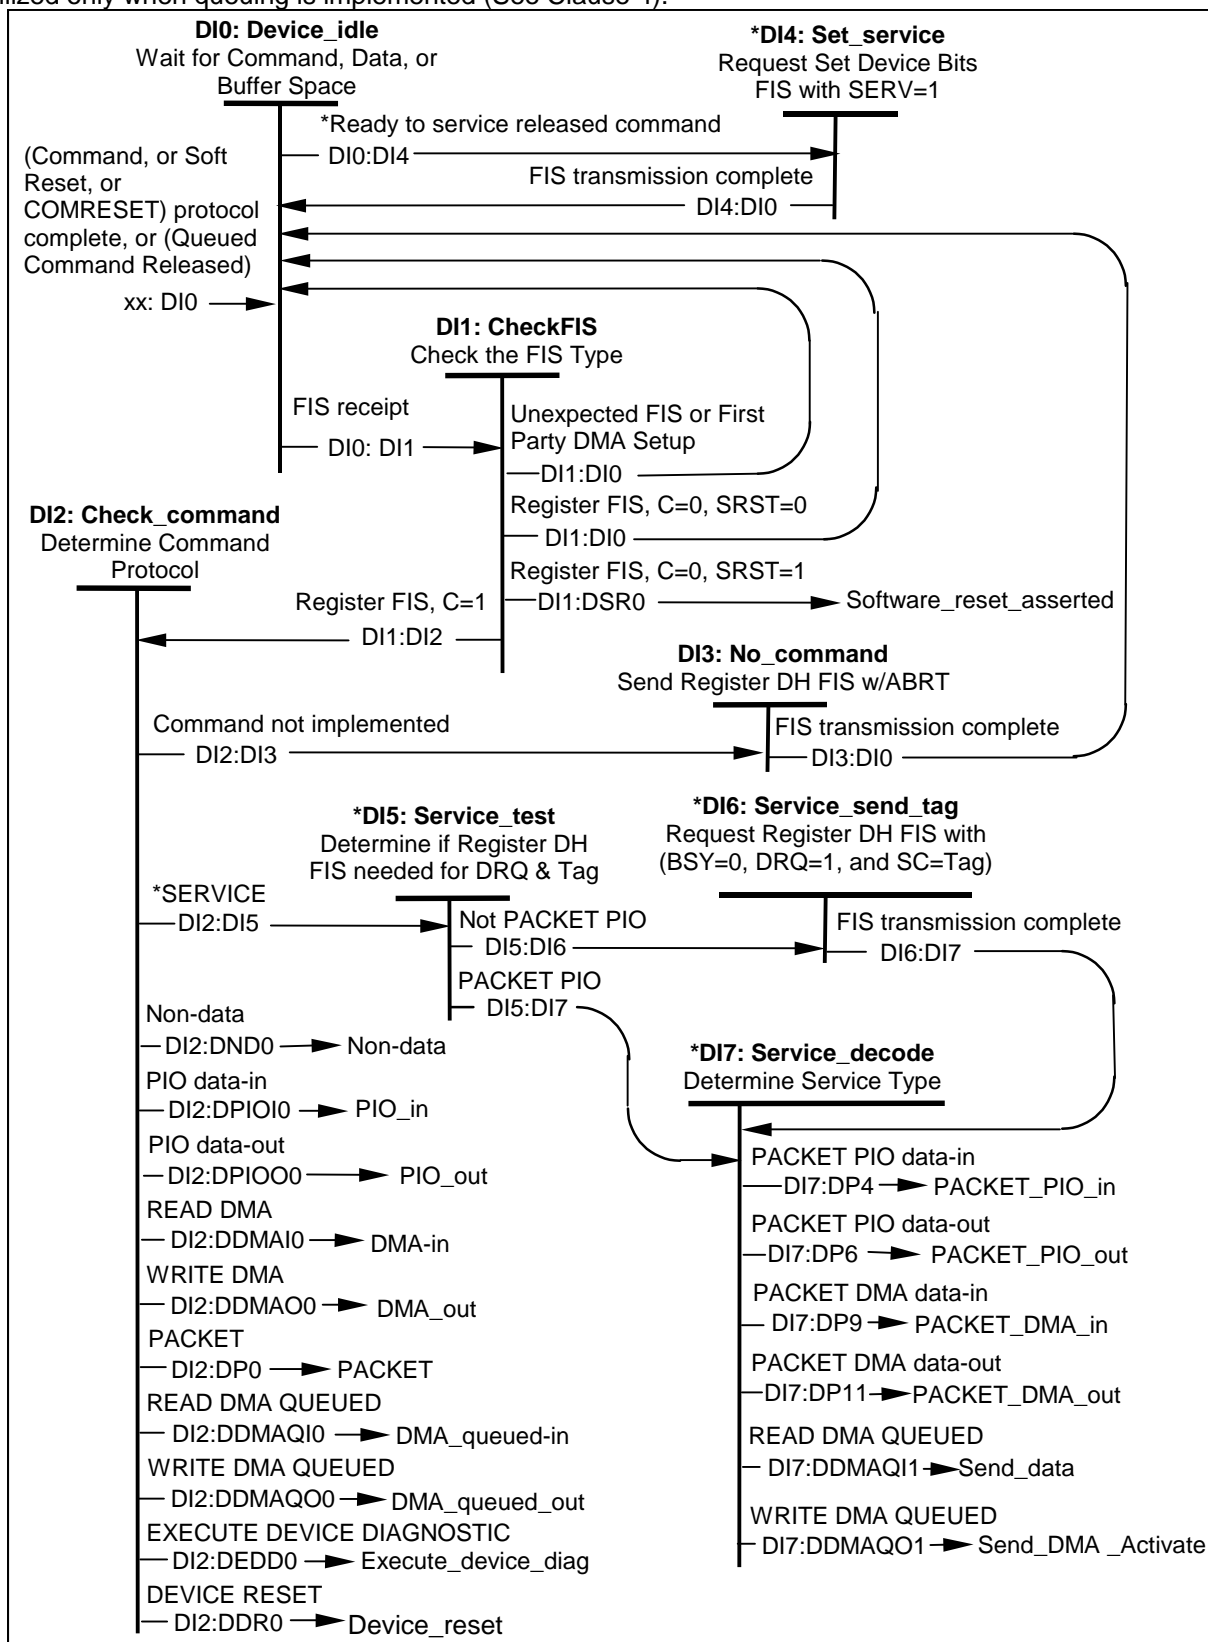 ilized only when queuing is implemented (See Clause 4).
DI0: Device_idle
Wait for Command, Data, or
Buffer Space
*DI4: Set_service
Request Set Device Bits
FIS with SERV=1
*Ready to service released command
DI0:DI4
FIS transmission complete
DI4:DI0
(Command, or Soft
Reset, or
COMRESET) protocol
complete, or (Queued
Command Released)
xx: DI0
DI1: CheckFIS
Check the FIS Type
FIS receipt
DI0: DI1
Unexpected FIS or First
Party DMA Setup
DI1:DI0
Register FIS, C=0, SRST=0
DI1:DI0
Register FIS, C=0, SRST=1
DI1:DSR0
Software_reset_asserted
DI2: Check_command
Determine Command
Protocol
Register FIS, C=1
DI1:DI2
DI3: No_command
Send Register DH FIS w/ABRT
Command not implemented
DI2:DI3
FIS transmission complete
DI3:DI0
*DI5: Service_test
Determine if Register DH
FIS needed for DRQ & Tag
*DI6: Service_send_tag
Request Register DH FIS with
(BSY=0, DRQ=1, and SC=Tag)
*SERVICE
DI2:DI5
Not PACKET PIO
DI5:DI6
PACKET PIO
DI5:DI7
FIS transmission complete
DI6:DI7
*DI7: Service_decode
Determine Service Type
Non-data
DI2:DND0 Non-data
PIO data-in
DI2:DPIOI0 PIO_in
PIO data-out
DI2:DPIOO0 PIO_out
READ DMA
DI2:DDMAI0 DMA-in
WRITE DMA
DI2:DDMAO0 DMA_out
PACKET
DI2:DP0 PACKET
READ DMA QUEUED
DI2:DDMAQI0 DMA_queued-in
WRITE DMA QUEUED
DI2:DDMAQO0 DMA_queued_out
EXECUTE DEVICE DIAGNOSTIC
DI2:DEDD0 Execute_device_diag
DEVICE RESET
DI2:DDR0 Device_reset
PACKET PIO data-in
DI7:DP4 PACKET_PIO_in
PACKET PIO data-out
DI7:DP6 PACKET_PIO_out
PACKET DMA data-in
DI7:DP9 PACKET_DMA_in
PACKET DMA data-out
DI7:DP11 PACKET_DMA_out
READ DMA QUEUED
DI7:DDMAQI1 Send_data
WRITE DMA QUEUED
DI7:DDMAQO1 Send_DMA _Activate